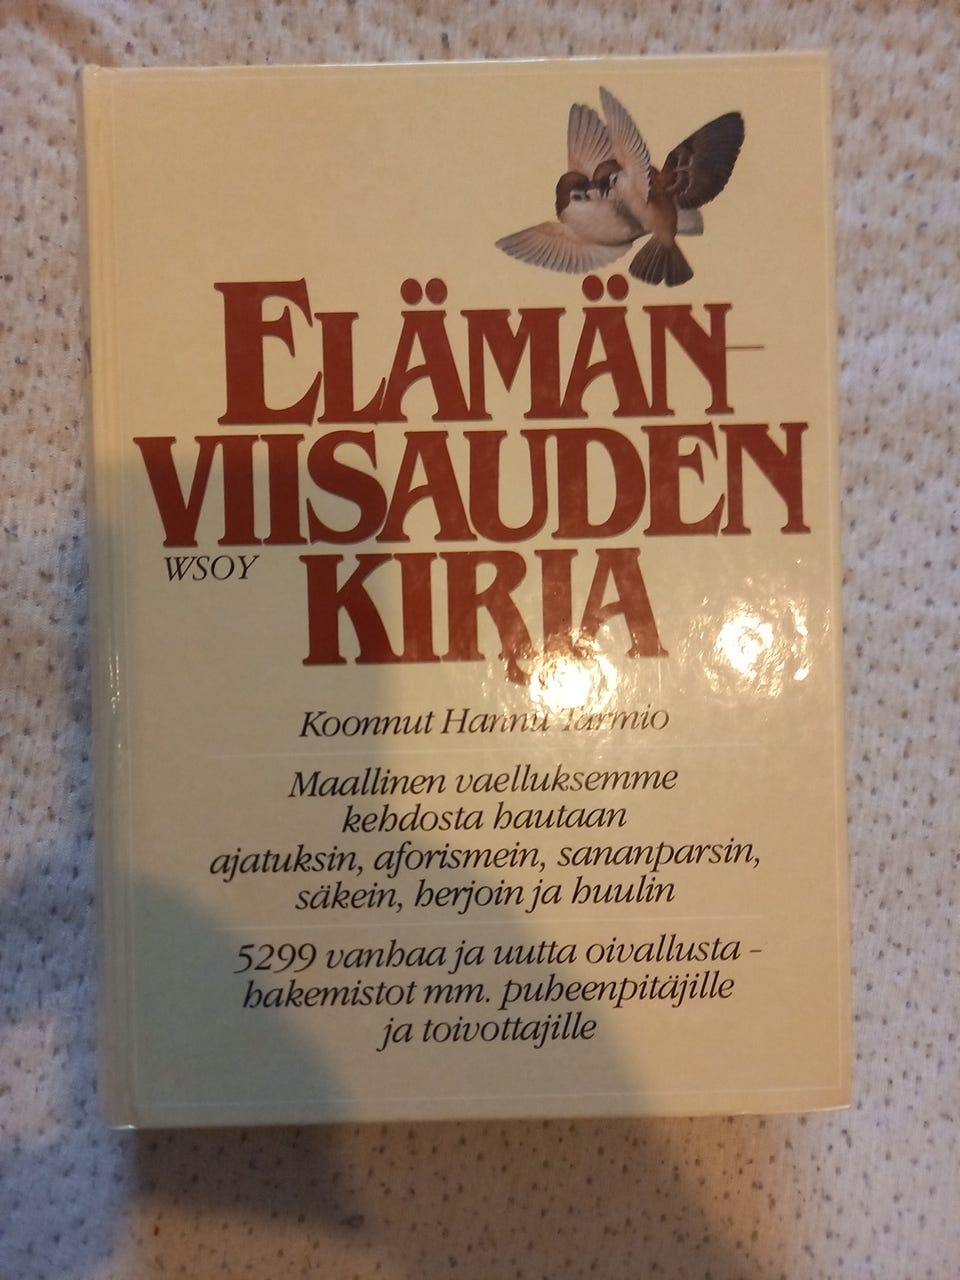 ELÄMÄN-
VIISAUDEN
WSOY
KIRJA
Koonnut Hannu Tarmio
Maallinen vaelluksemme
kehdosta hautaan
ajatuksin, aforismein, sananparsin,
säkein, herjoin ja huulin
5299 vanhaa ja uutta oivallusta –
hakemistot mm. puheenpitäjille
ja toivottajille